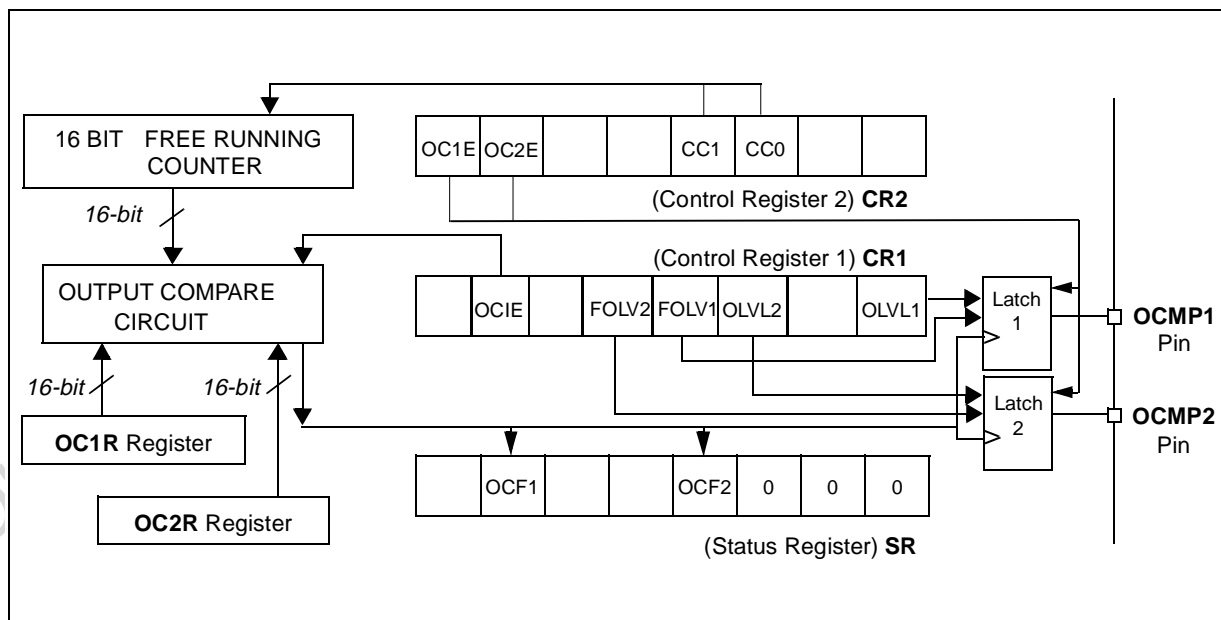 16 BIT FREE RUNNING
COUNTER
16-bit
OC1E OC2E CC1 CC0
(Control Register 2) CR2
OUTPUT COMPARE
CIRCUIT
(Control Register 1) CR1
OCIE FOLV2 FOLV1 OLVL2 OLVL1
Latch
1
OCMP1
Pin
16-bit
16-bit
OC1R Register
OC2R Register
Latch
2
OCMP2
Pin
OCF1 OCF2 0 0 0
(Status Register) SR